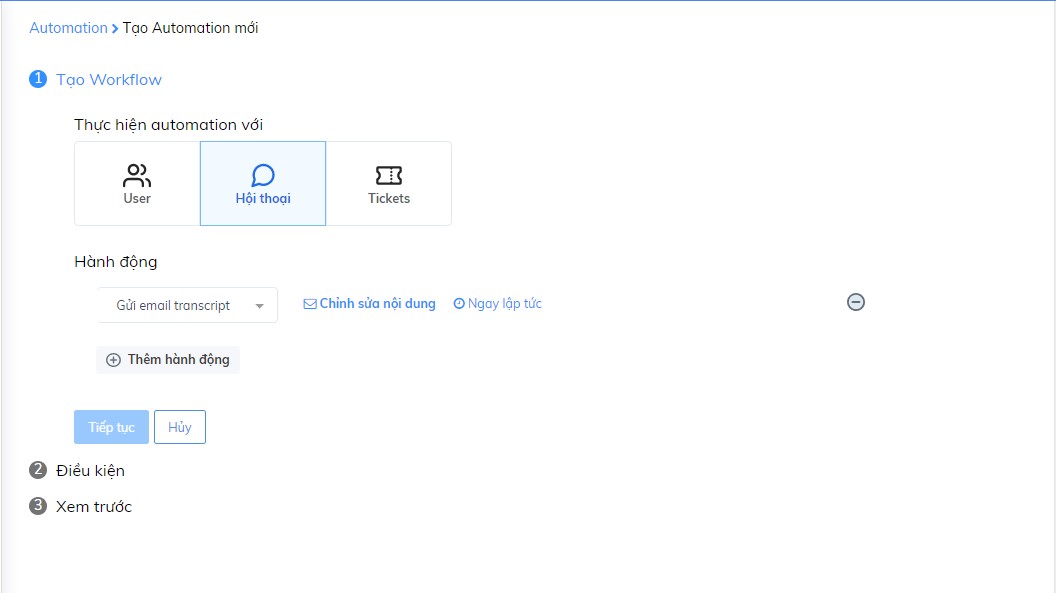 Automation > Tạo Automation mới
1 Tạo Workflow
Thực hiện automation với
User Hội thoại Tickets
Hành động
Gửi email transcript Chỉnh sửa nội dung Ngay lập tức
Thêm hành động
Tiếp tục Hủy
2 Điều kiện
3 Xem trước